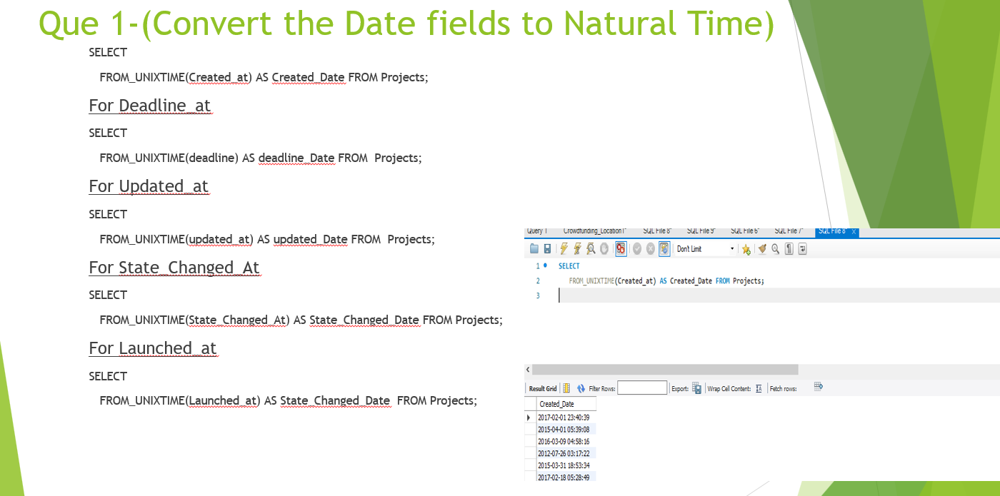 Que 1-(Convert the Date fields to Natural Time)
SELECT
FROM_UNIXTIME(Created_at) AS Created_Date FROM Projects;
For Deadline_at
SELECT
FROM_UNIXTIME(deadline) AS deadline_Date FROM  Projects;
For Updated_at
SELECT
FROM_UNIXTIME(updated_at) AS updated_Date FROM  Projects;
For State_Changed_At
SELECT
FROM_UNIXTIME(State_Changed_At) AS State_Changed_Date FROM Projects;
For Launched_at
SELECT
FROM_UNIXTIME(Launched_at) AS State_Changed_Date  FROM Projects;
Query 1 Crowdfunding_Location1* SQL File 8* SQL File 9* SQL File 6* SQL File 7* SQL File 8* x
Don't Limit
1 SELECT
2 FROM_UNIXTIME(Created_at) AS Created_Date FROM Projects;
3
Result Grid Filter Rows: Export: Wrap Cell Content: Fetch rows:
Created_Date
2017-02-01 23:40:39
2015-04-01 05:39:08
2016-03-09 04:58:16
2012-07-26 03:17:22
2015-03-31 18:53:34
2017-02-18 05:28:49